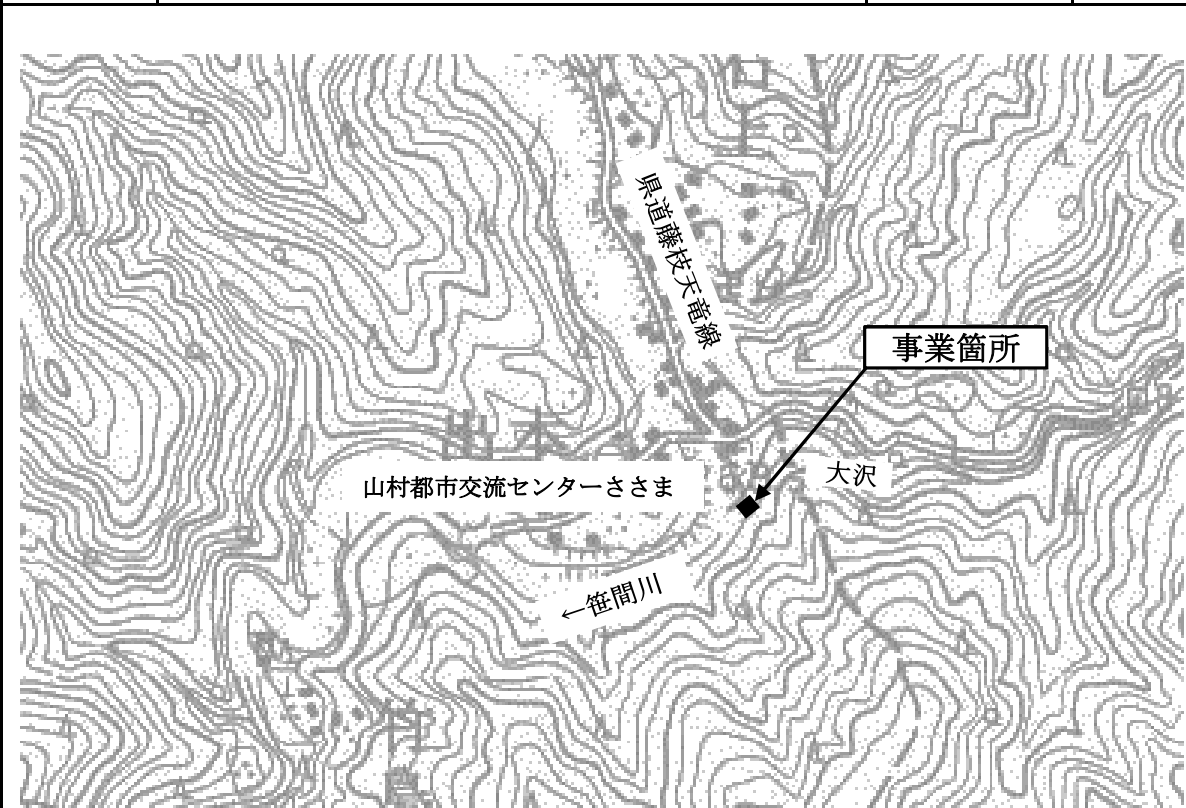 県道藤枝天竜線
事業箇所
大沢
山村都市交流センターささま
←笹間川